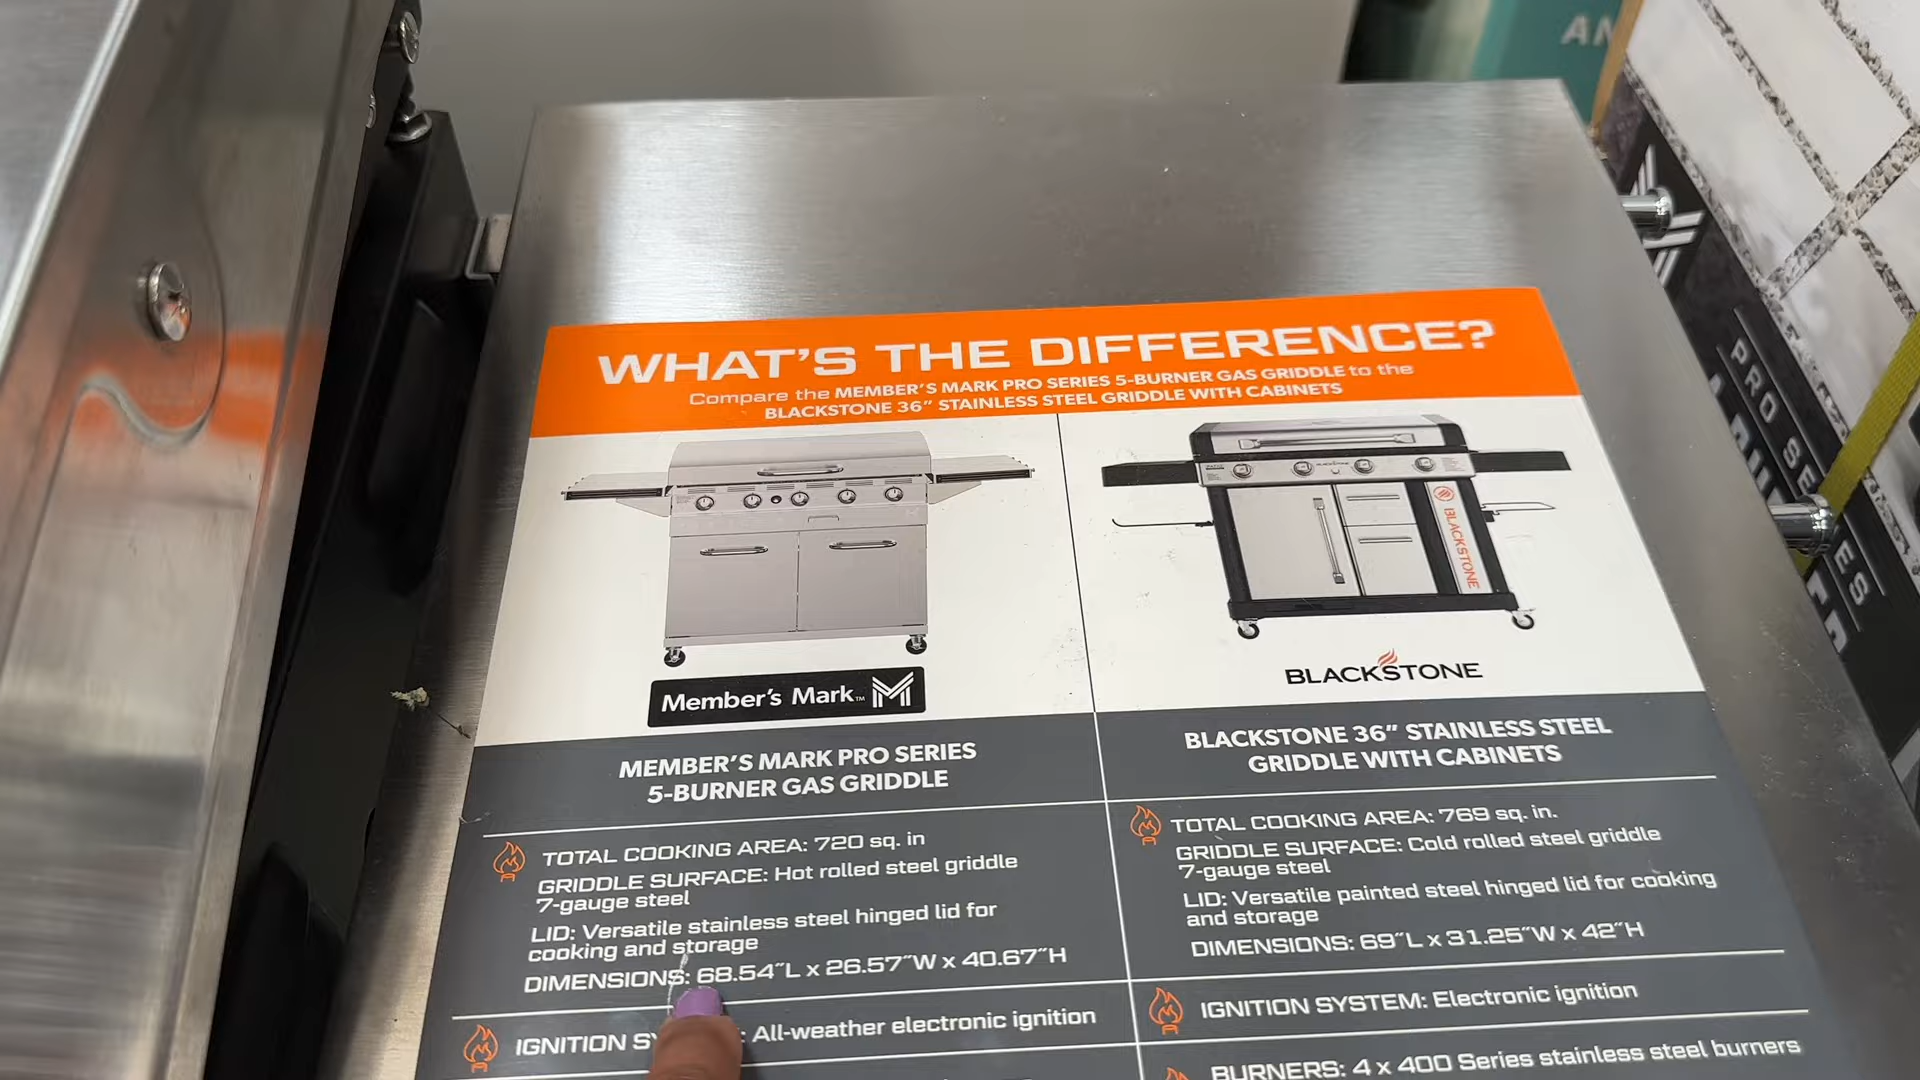 AN
WHAT'S THE DIFFERENCE?
Compare the MEMBER'S MARK PRO SERIES 5-BURNER GAS GRIDDLE to the
BLACKSTONE 36" STAINLESS STEEL GRIDDLE WITH CABINETS
BLACKSTONE
Member's Mark™
BLACKSTONE
MEMBER'S MARK PRO SERIES
5-BURNER GAS GRIDDLE
TOTAL COOKING AREA: 720 sq. in
GRIDDLE SURFACE: Hot rolled steel griddle
7-gauge steel
LID: Versatile stainless steel hinged lid for
cooking and storage
DIMENSIONS: 68.54"L x 26.57"W x 40.67"H
IGNITION SY : All-weather electronic ignition
BLACKSTONE 36" STAINLESS STEEL
GRIDDLE WITH CABINETS
TOTAL COOKING AREA: 769 sq. in.
GRIDDLE SURFACE: Cold rolled steel griddle
7-gauge steel
LID: Versatile painted steel hinged lid for cooking
and storage
DIMENSIONS: 69"L x 31.25"W x 42"H
IGNITION SYSTEM: Electronic ignition
BURNERS: 4 x 400 Series stainless steel burners
PRO SERIES